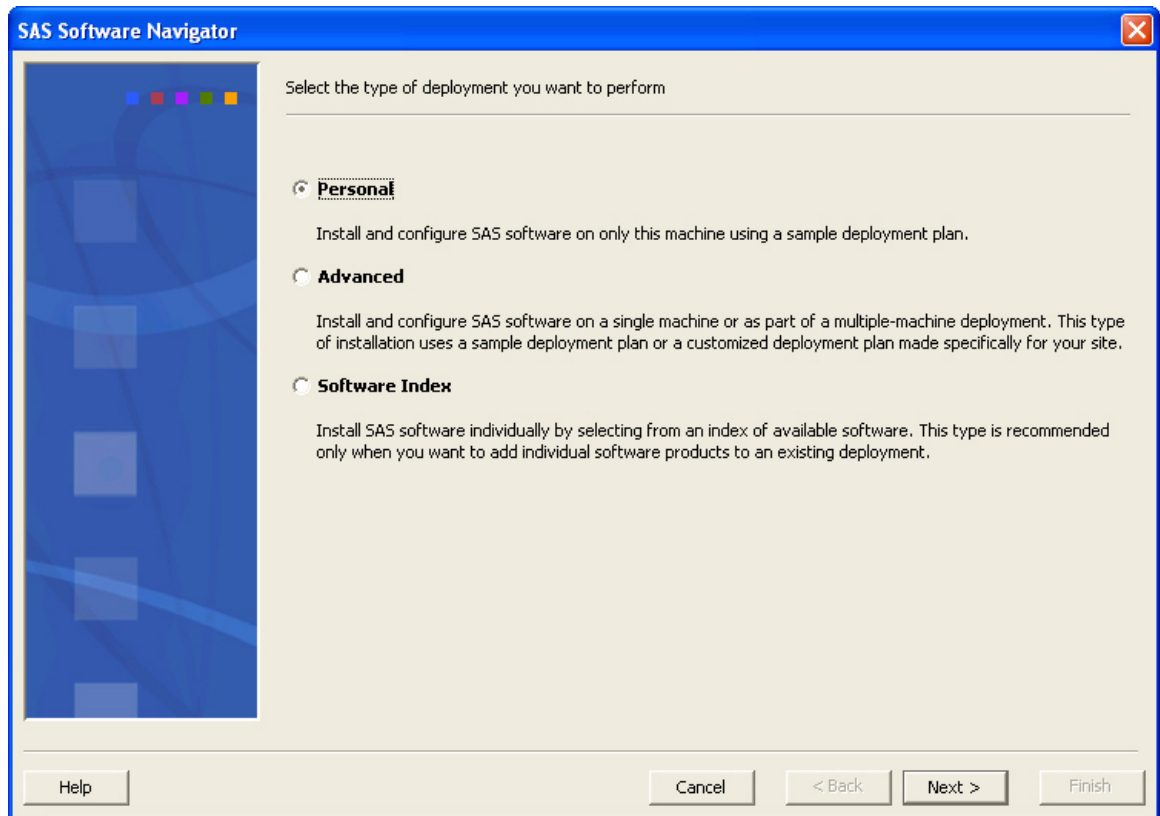 SAS Software Navigator
Select the type of deployment you want to perform
Personal
Install and configure SAS software on only this machine using a sample deployment plan.
Advanced
Install and configure SAS software on a single machine or as part of a multiple-machine deployment. This type
of installation uses a sample deployment plan or a customized deployment plan made specifically for your site.
Software Index
Install SAS software individually by selecting from an index of available software. This type is recommended
only when you want to add individual software products to an existing deployment.
Help
Cancel
< Back
Next >
Finish